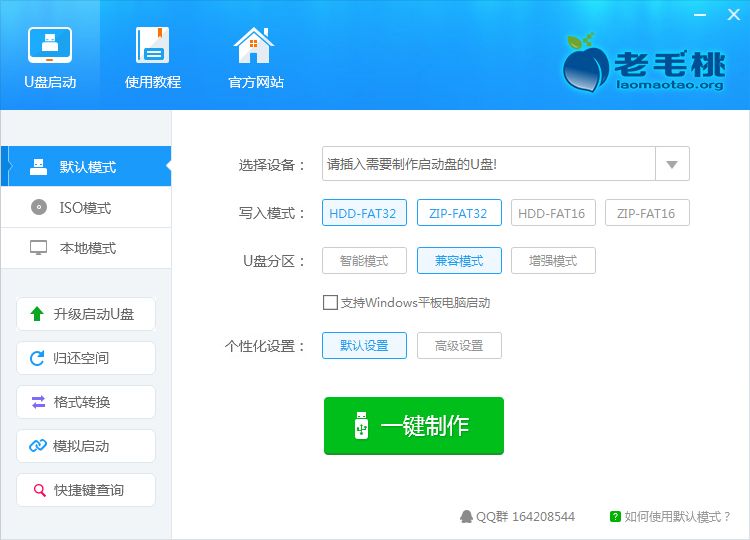 U盘启动
使用教程
官方网站
老毛桃
laomaotao.org
默认模式
ISO模式
本地模式
升级启动U盘
归还空间
格式转换
模拟启动
快捷键查询
选择设备： 请插入需要制作启动盘的U盘!
写入模式： HDD-FAT32 ZIP-FAT32 HDD-FAT16 ZIP-FAT16
U盘分区： 智能模式 兼容模式 增强模式
支持Windows平板电脑启动
个性化设置： 默认设置 高级设置
一键制作
QQ群 164208544 ? 如何使用默认模式？